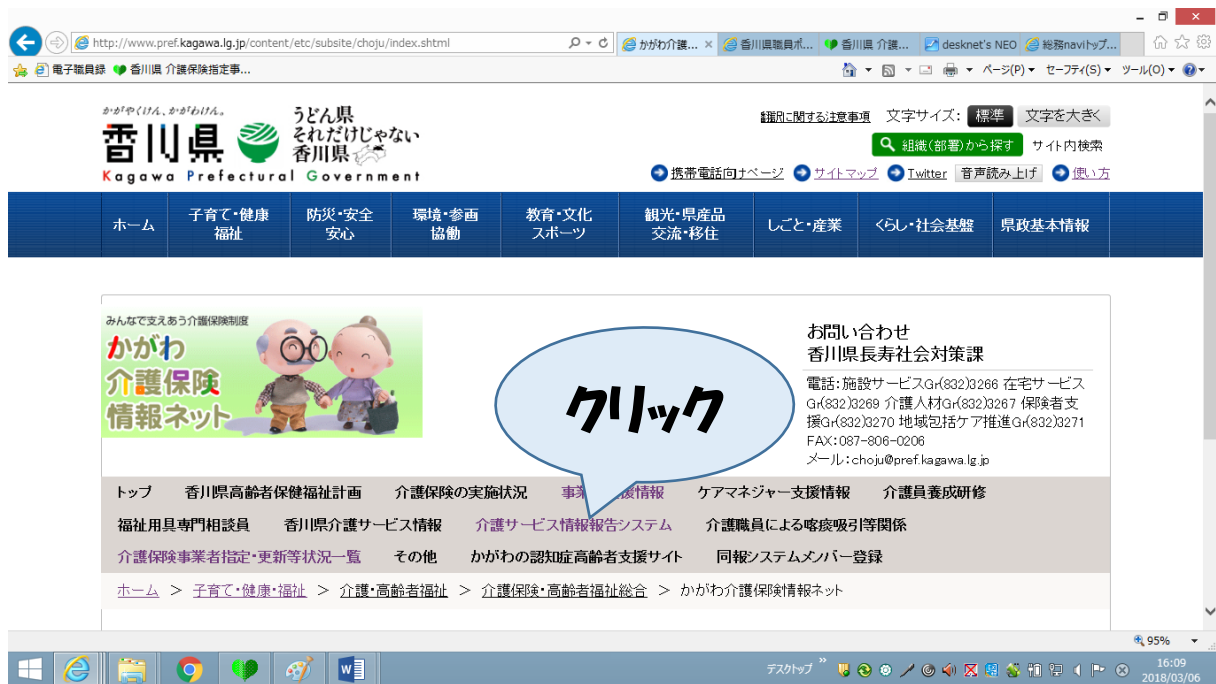 http://www.pref.kagawa.lg.jp/content/etc/subsite/choju/index.shtml
かがわ介護...
香川県職員ポ...
香川県 介護...
desknet's NEO
総務naviトップ...
電子職員録
香川県 介護保険指定事...
ページ(P)
セーフティ(S)
ツール(O)
かがやくけん、かがわけん。
香川県
Kagawa Prefectural Government
うどん県
それだけじゃない
香川県
翻訳に関する注意事項
文字サイズ:
標準
文字を大きく
組織(部署)から探す
サイト内検索
携帯電話向けページ
サイトマップ
Twitter
音声読み上げ
使い方
ホーム
子育て・健康
福祉
防災・安全
安心
環境・参画
協働
教育・文化
スポーツ
観光・県産品
交流・移住
しごと・産業
くらし・社会基盤
県政基本情報
みんなで支えあう介護保険制度
かがわ
介護保険
情報ネット
クリック
お問い合わせ
香川県長寿社会対策課
電話:施設サービスGr(832)3266 在宅サービス
Gr(832)3269 介護人材Gr(832)3267 保険者支
援Gr(832)3270 地域包括ケア推進Gr(832)3271
FAX:087-806-0206
メール:choju@pref.kagawa.lg.jp
トップ 香川県高齢者保健福祉計画 介護保険の実施状況 事業 援情報 ケアマネジャー支援情報 介護員養成研修
福祉用具専門相談員 香川県介護サービス情報 介護サービス情報報告システム 介護職員による喀痰吸引等関係
介護保険事業者指定・更新等状況一覧 その他 かがわの認知症高齢者支援サイト 同報システムメンバー登録
ホーム > 子育て・健康・福祉 > 介護・高齢者福祉 > 介護保険・高齢者福祉総合 > かがわ介護保険情報ネット
95%
デスクトップ
16:09
2018/03/06